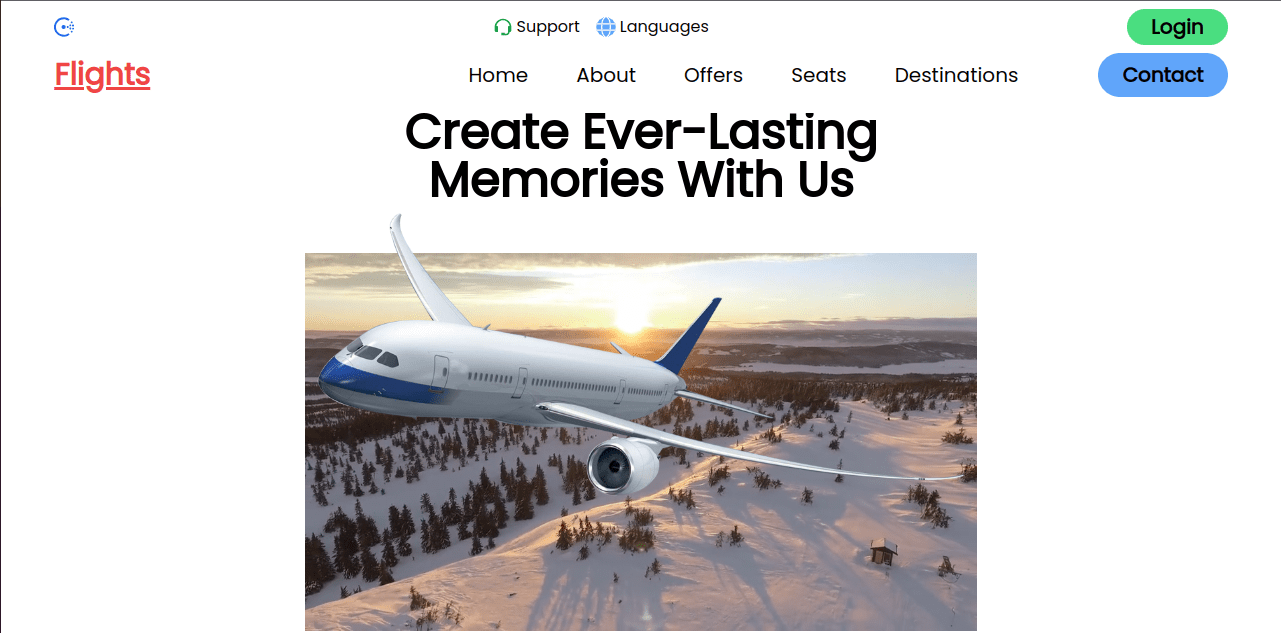 Support Languages Login
Flights Home About Offers Seats Destinations Contact
Create Ever-Lasting
Memories With Us